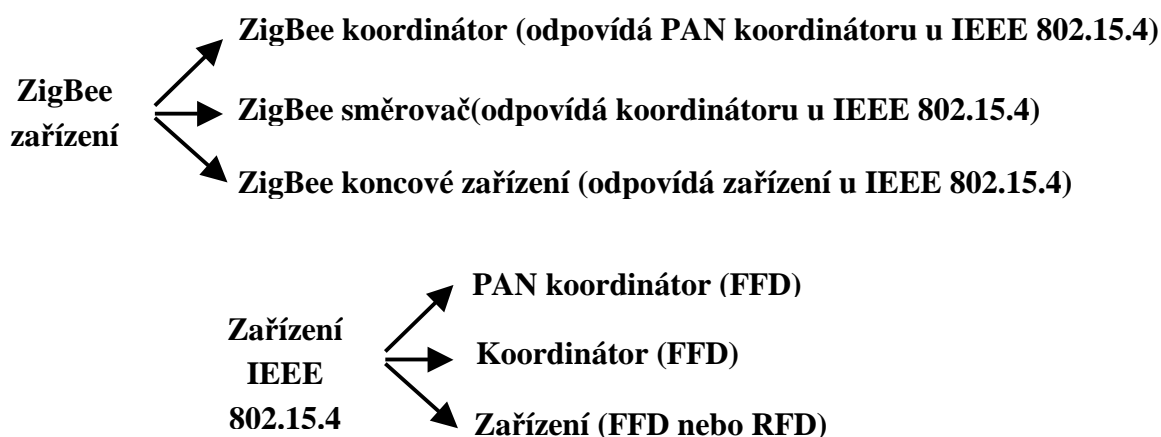 ZigBee koordinátor (odpovídá PAN koordinátoru u IEEE 802.15.4)
ZigBee
zařízení
ZigBee směrovač(odpovídá koordinátoru u IEEE 802.15.4)
ZigBee koncové zařízení (odpovídá zařízení u IEEE 802.15.4)
PAN koordinátor (FFD)
Zařízení
IEEE
802.15.4
Koordinátor (FFD)
Zařízení (FFD nebo RFD)